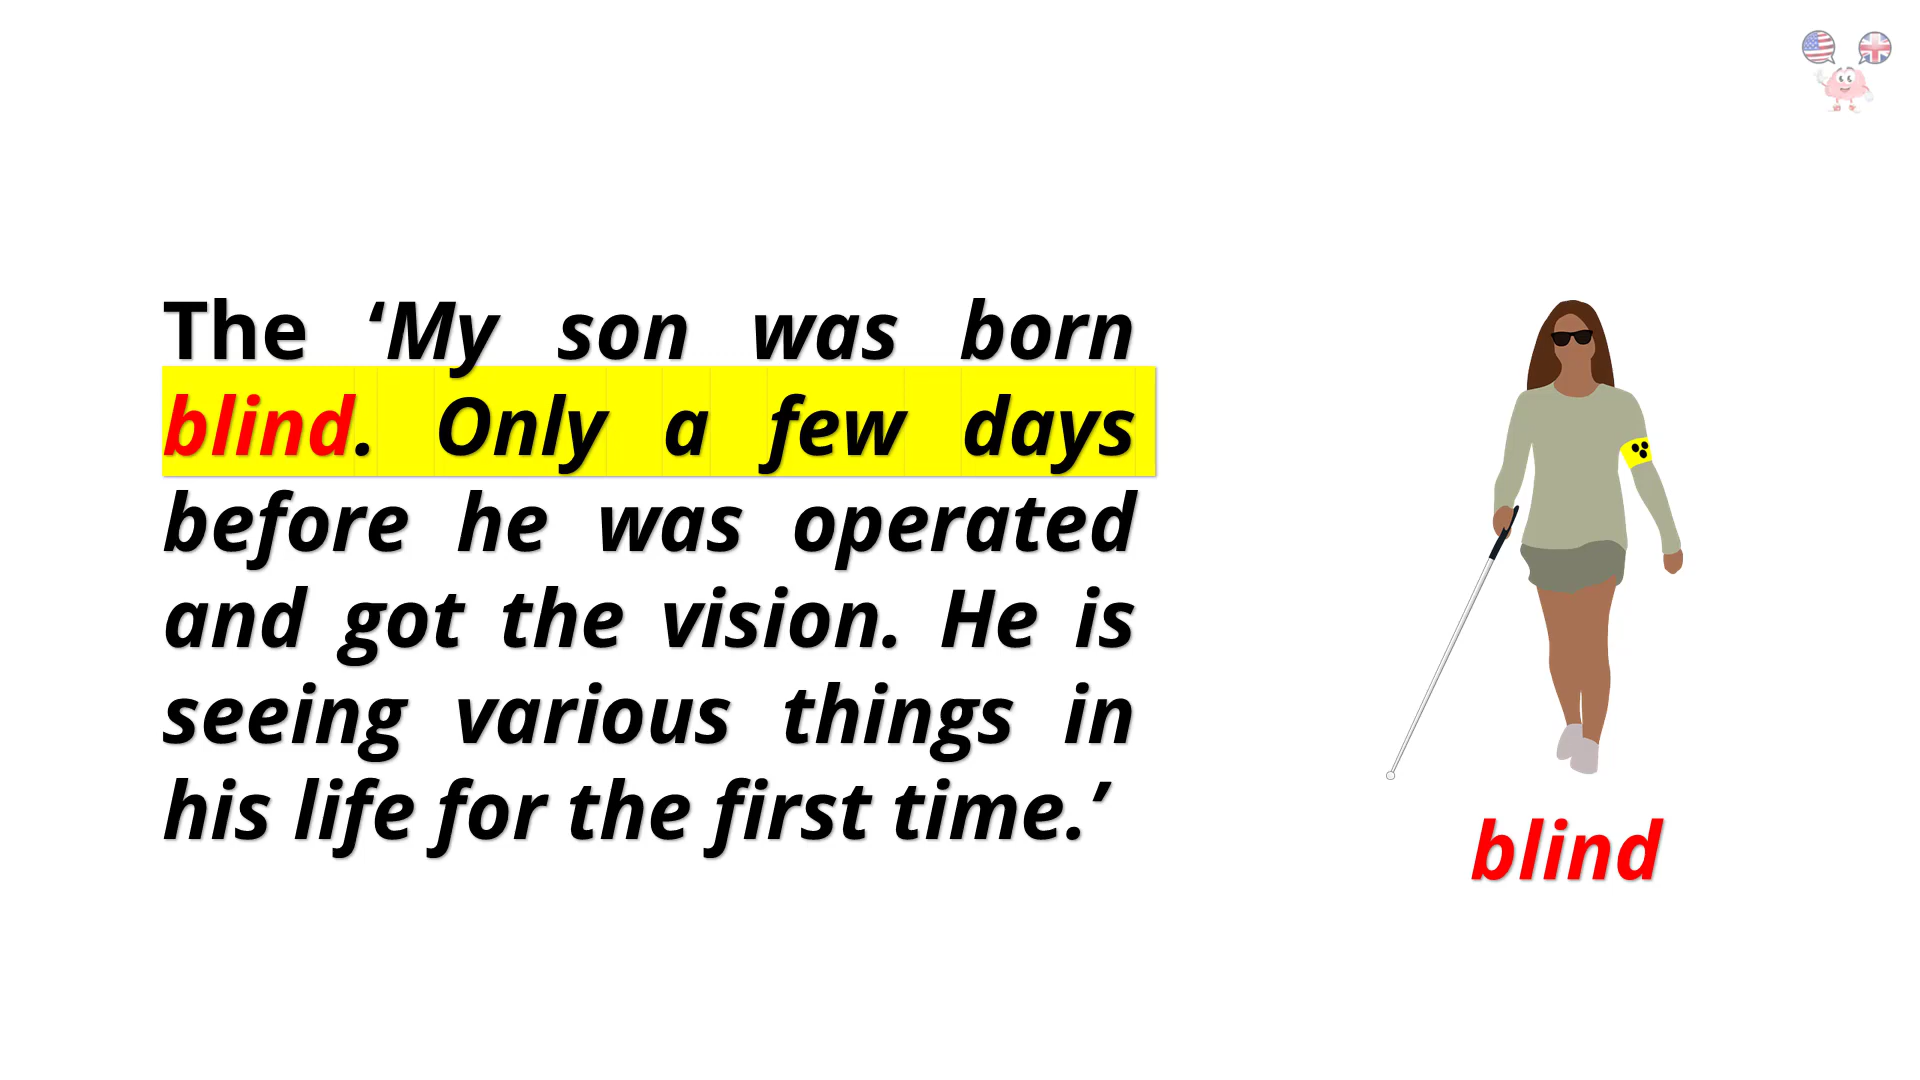 The ‘My son was born
blind. Only a few days
before he was operated
and got the vision. He is
seeing various things in
his life for the first time.’
blind